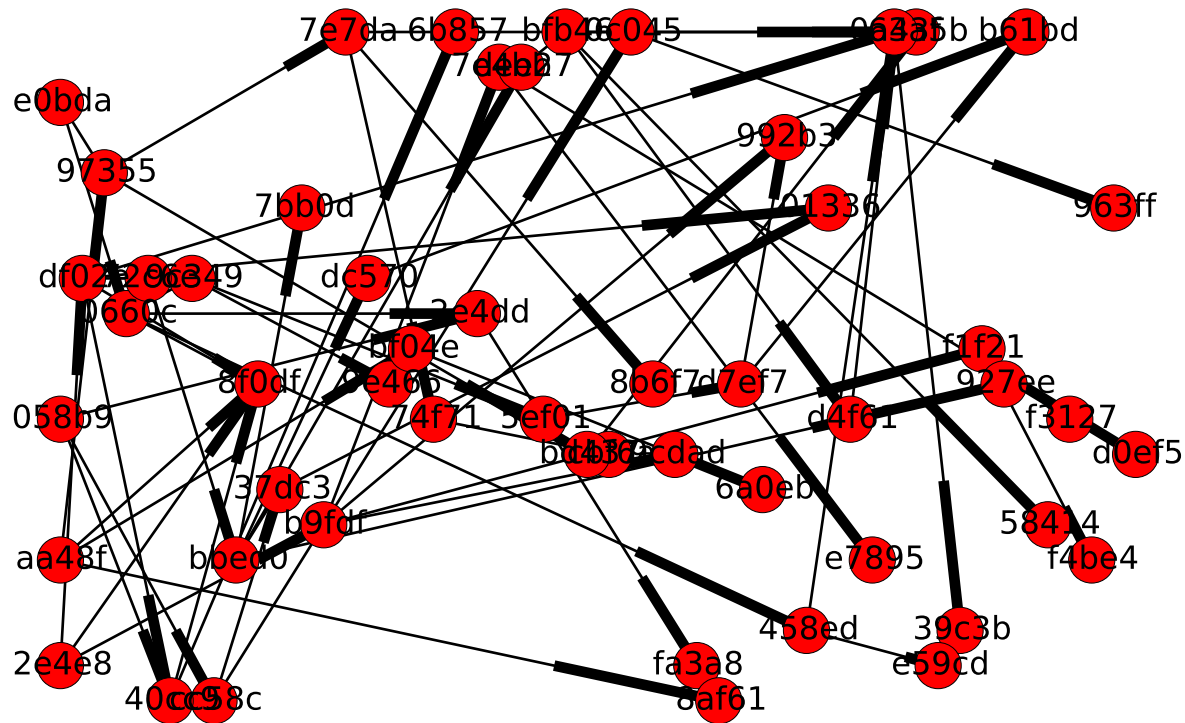 7e7da
6b857
bfb46
b61bd
e0bda
992b3
97355
7bb0d
01336
963ff
dc570
0660c
2e4dd
bf04e
f1f21
8f0df
9e466
8b6f7
d7ef7
927ee
058b9
74f71
5ef01
d4f61
f3127
d0ef5
37dc3
6a0eb
b9fdf
58414
aa48f
bbed0
e7895
f4be4
458ed
39c3b
2e4e8
fa3a8
e59cd
8af61